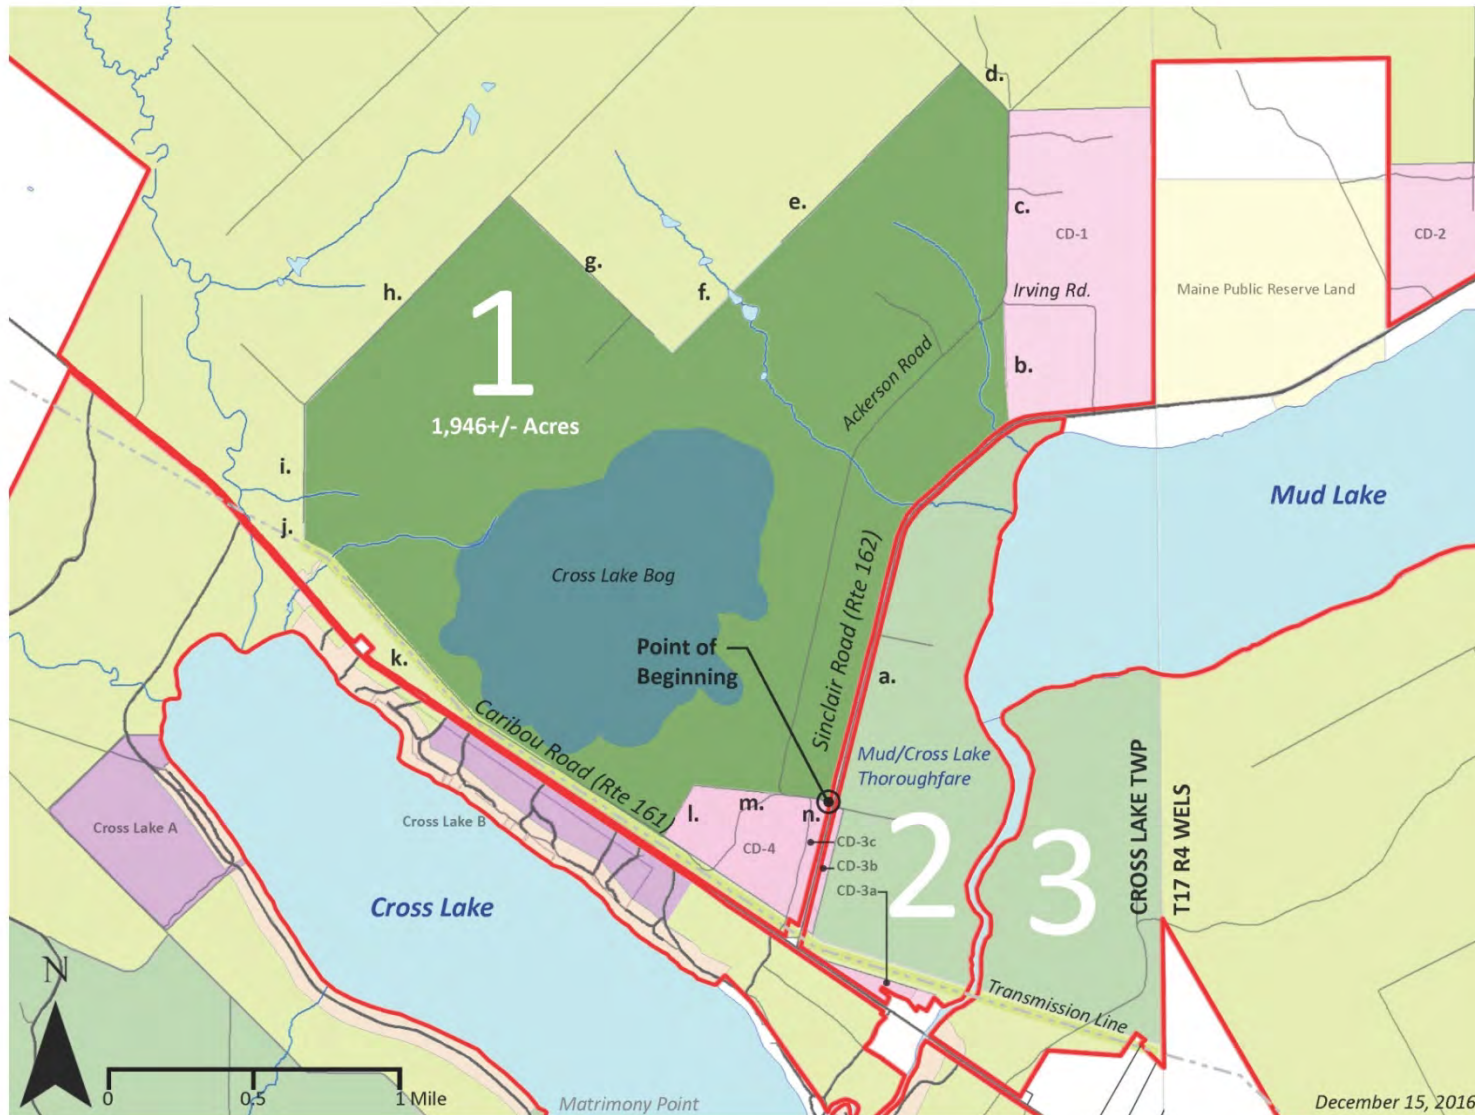 d.
e.
c.
CD-1
CD-2
g.
h.
f.
Irving Rd.
Maine Public Reserve Land
1
1,946+/- Acres
b.
Ackerson Road
i.
j.
Mud Lake
Cross Lake Bog
Sinclair Road (Rte 162)
Point of
Beginning
k.
a.
Caribou Road (Rte 161)
Mud/Cross Lake
Thoroughfare
CROSS LAKE TWP
T17 R4 WELS
l.
m.
n.
Cross Lake A
Cross Lake B
CD-4
CD-3c
CD-3b
CD-3a
2
3
Cross Lake
N
Transmission Line
0
0.5
1 Mile
Matrimony Point
December 15, 2016